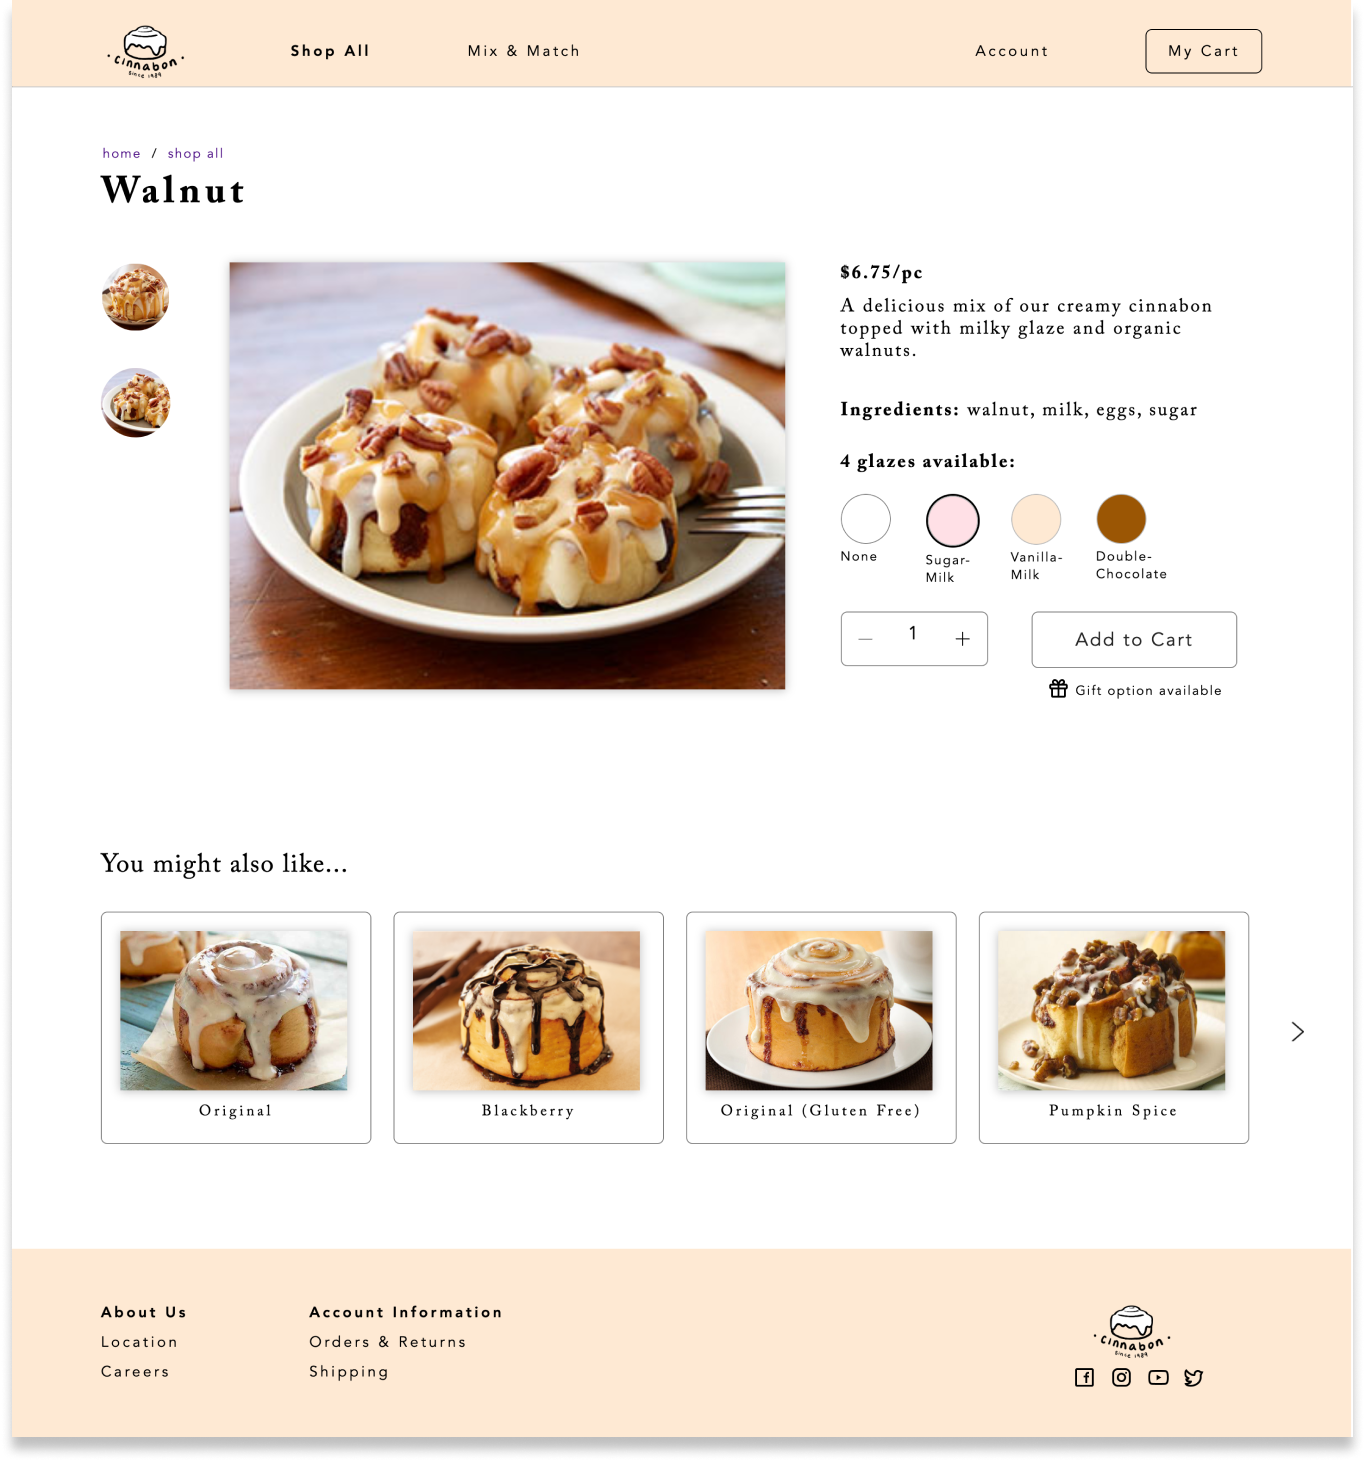 · cinnabon ·
since 1989
Shop All
Mix & Match
Account
My Cart
home / shop all
Walnut
$6.75/pc
A delicious mix of our creamy cinnabon
topped with milky glaze and organic
walnuts.
Ingredients: walnut, milk, eggs, sugar
4 glazes available:
None
Sugar-
Milk
Vanilla-
Milk
Double-
Chocolate
1
Add to Cart
Gift option available
You might also like...
Original
Blackberry
Original (Gluten Free)
Pumpkin Spice
About Us
Location
Careers
Account Information
Orders & Returns
Shipping
· cinnabon ·
since 1989